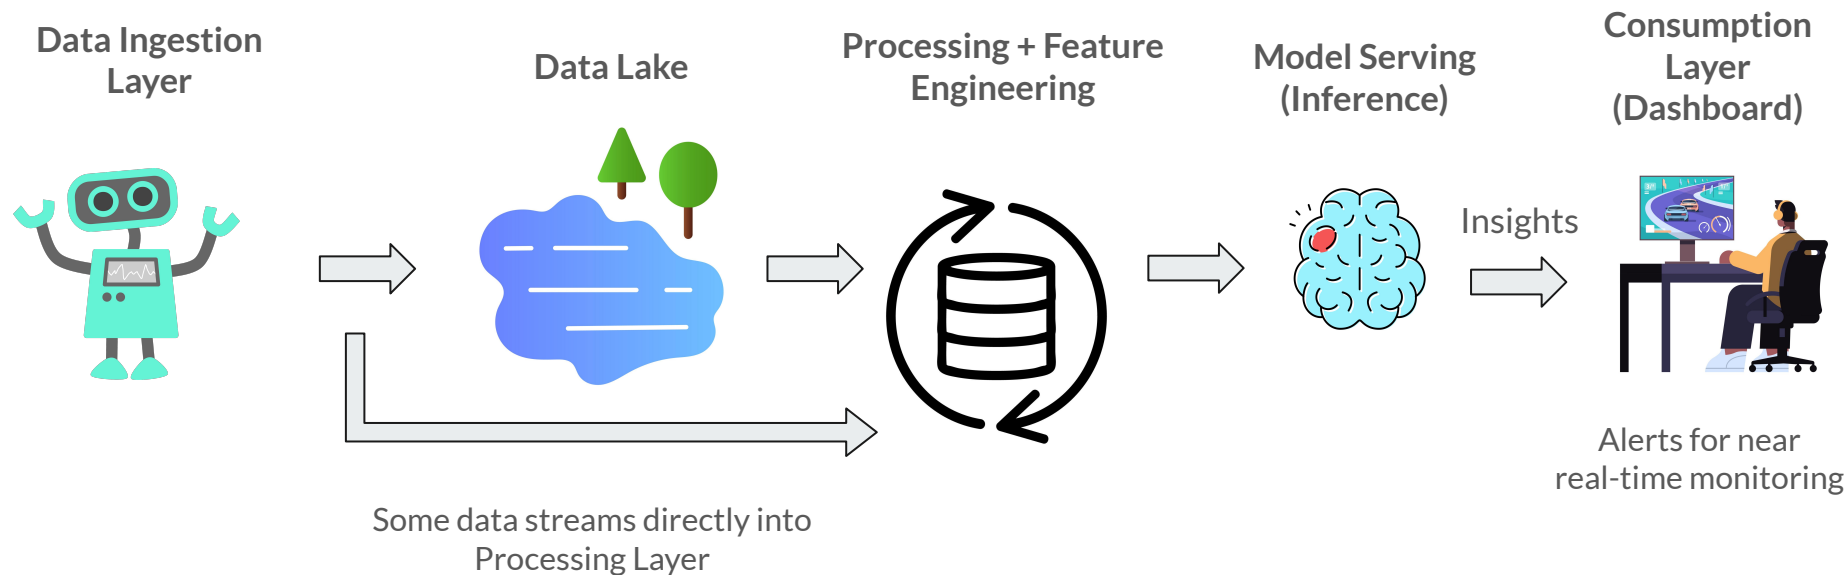 Data Ingestion
Layer
Data Lake
Processing + Feature
Engineering
Model Serving
(Inference)
Consumption
Layer
(Dashboard)
Insights
Alerts for near
real-time monitoring
Some data streams directly into
Processing Layer